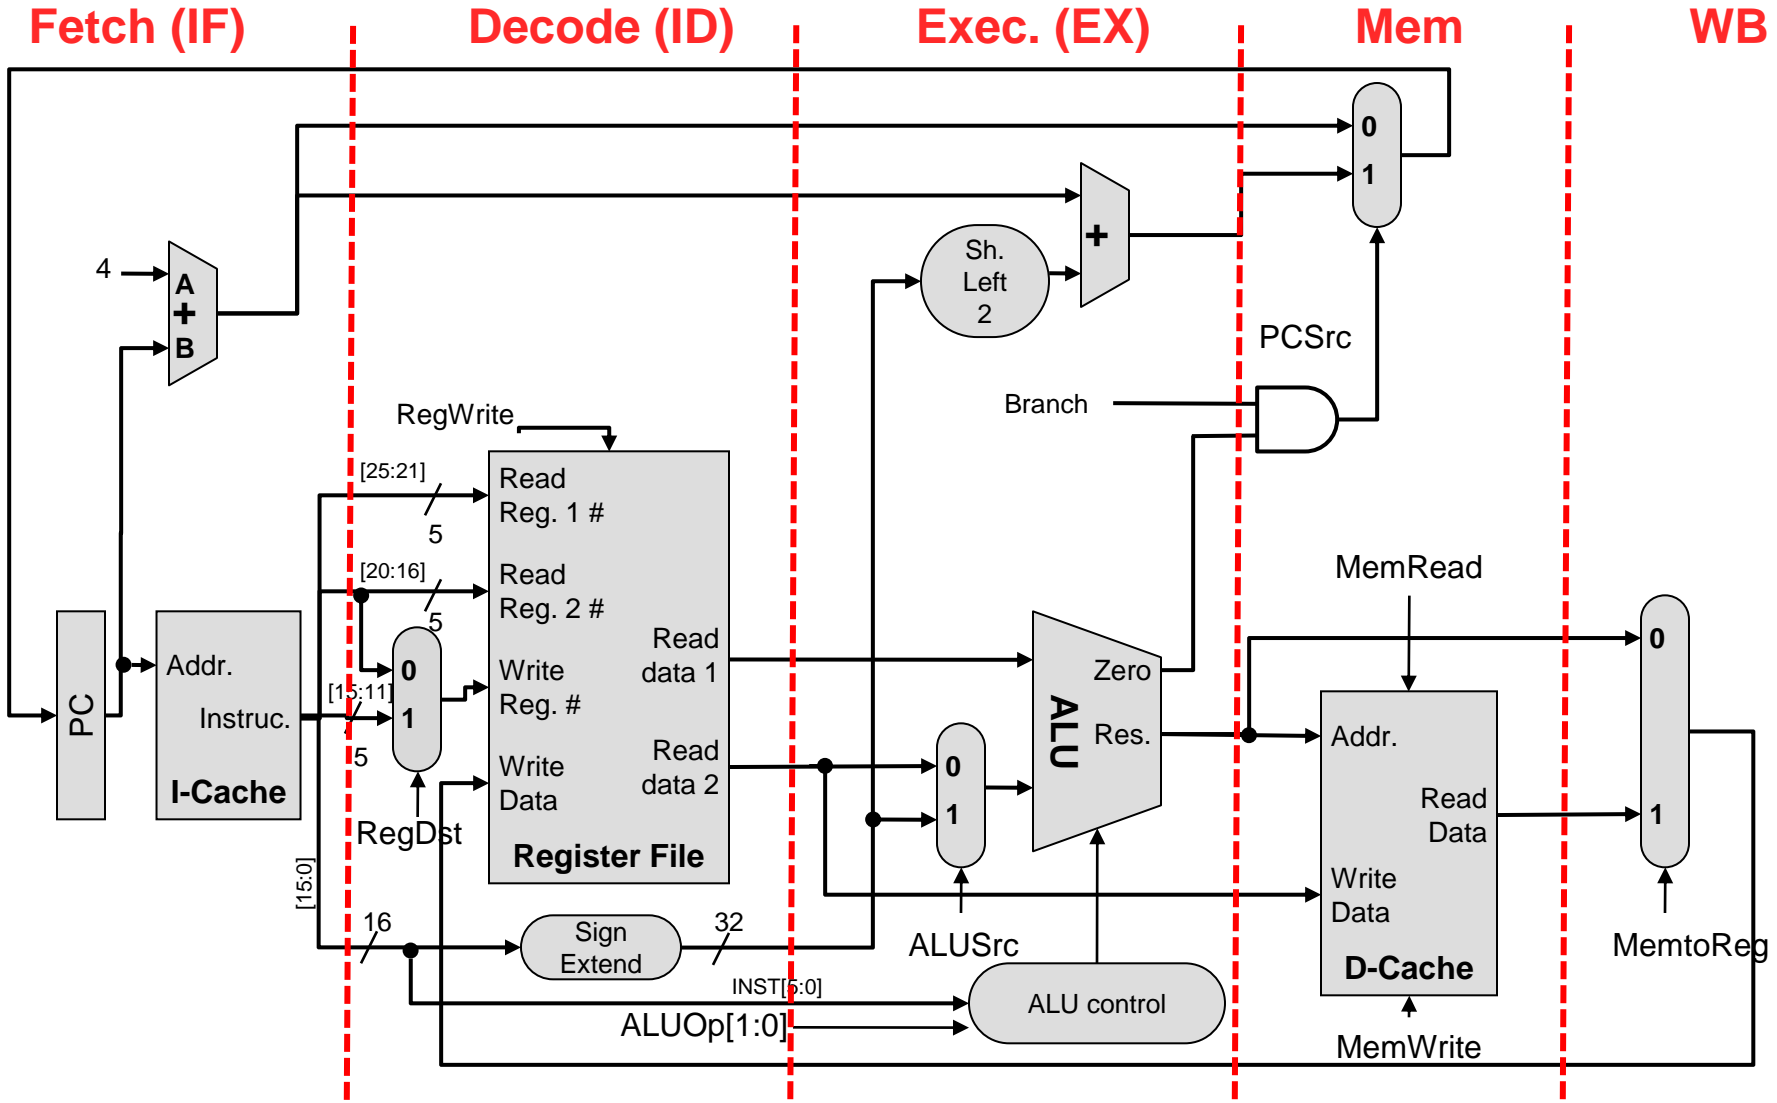 Fetch (IF)
Decode (ID)
Exec. (EX)
Mem
WB
0
1
4
A
+
B
+
Sh.
Left
2
PCSrc
Branch
RegWrite
[25:21]
5
[20:16]
5
[15:11]
5
0
1
RegDst
Read
Reg. 1 #
Read
Reg. 2 #
Write
Reg. #
Write
Data
Read
data 1
Read
data 2
Register File
PC
Addr.
Instruc.
I-Cache
[15:0]
16
Sign
Extend
32
INST[5:0]
ALUOp[1:0]
ALU control
0
1
ALUSrc
ALU
Zero
Res.
MemRead
Addr.
Read
Data
Write
Data
D-Cache
MemWrite
0
1
MemtoReg